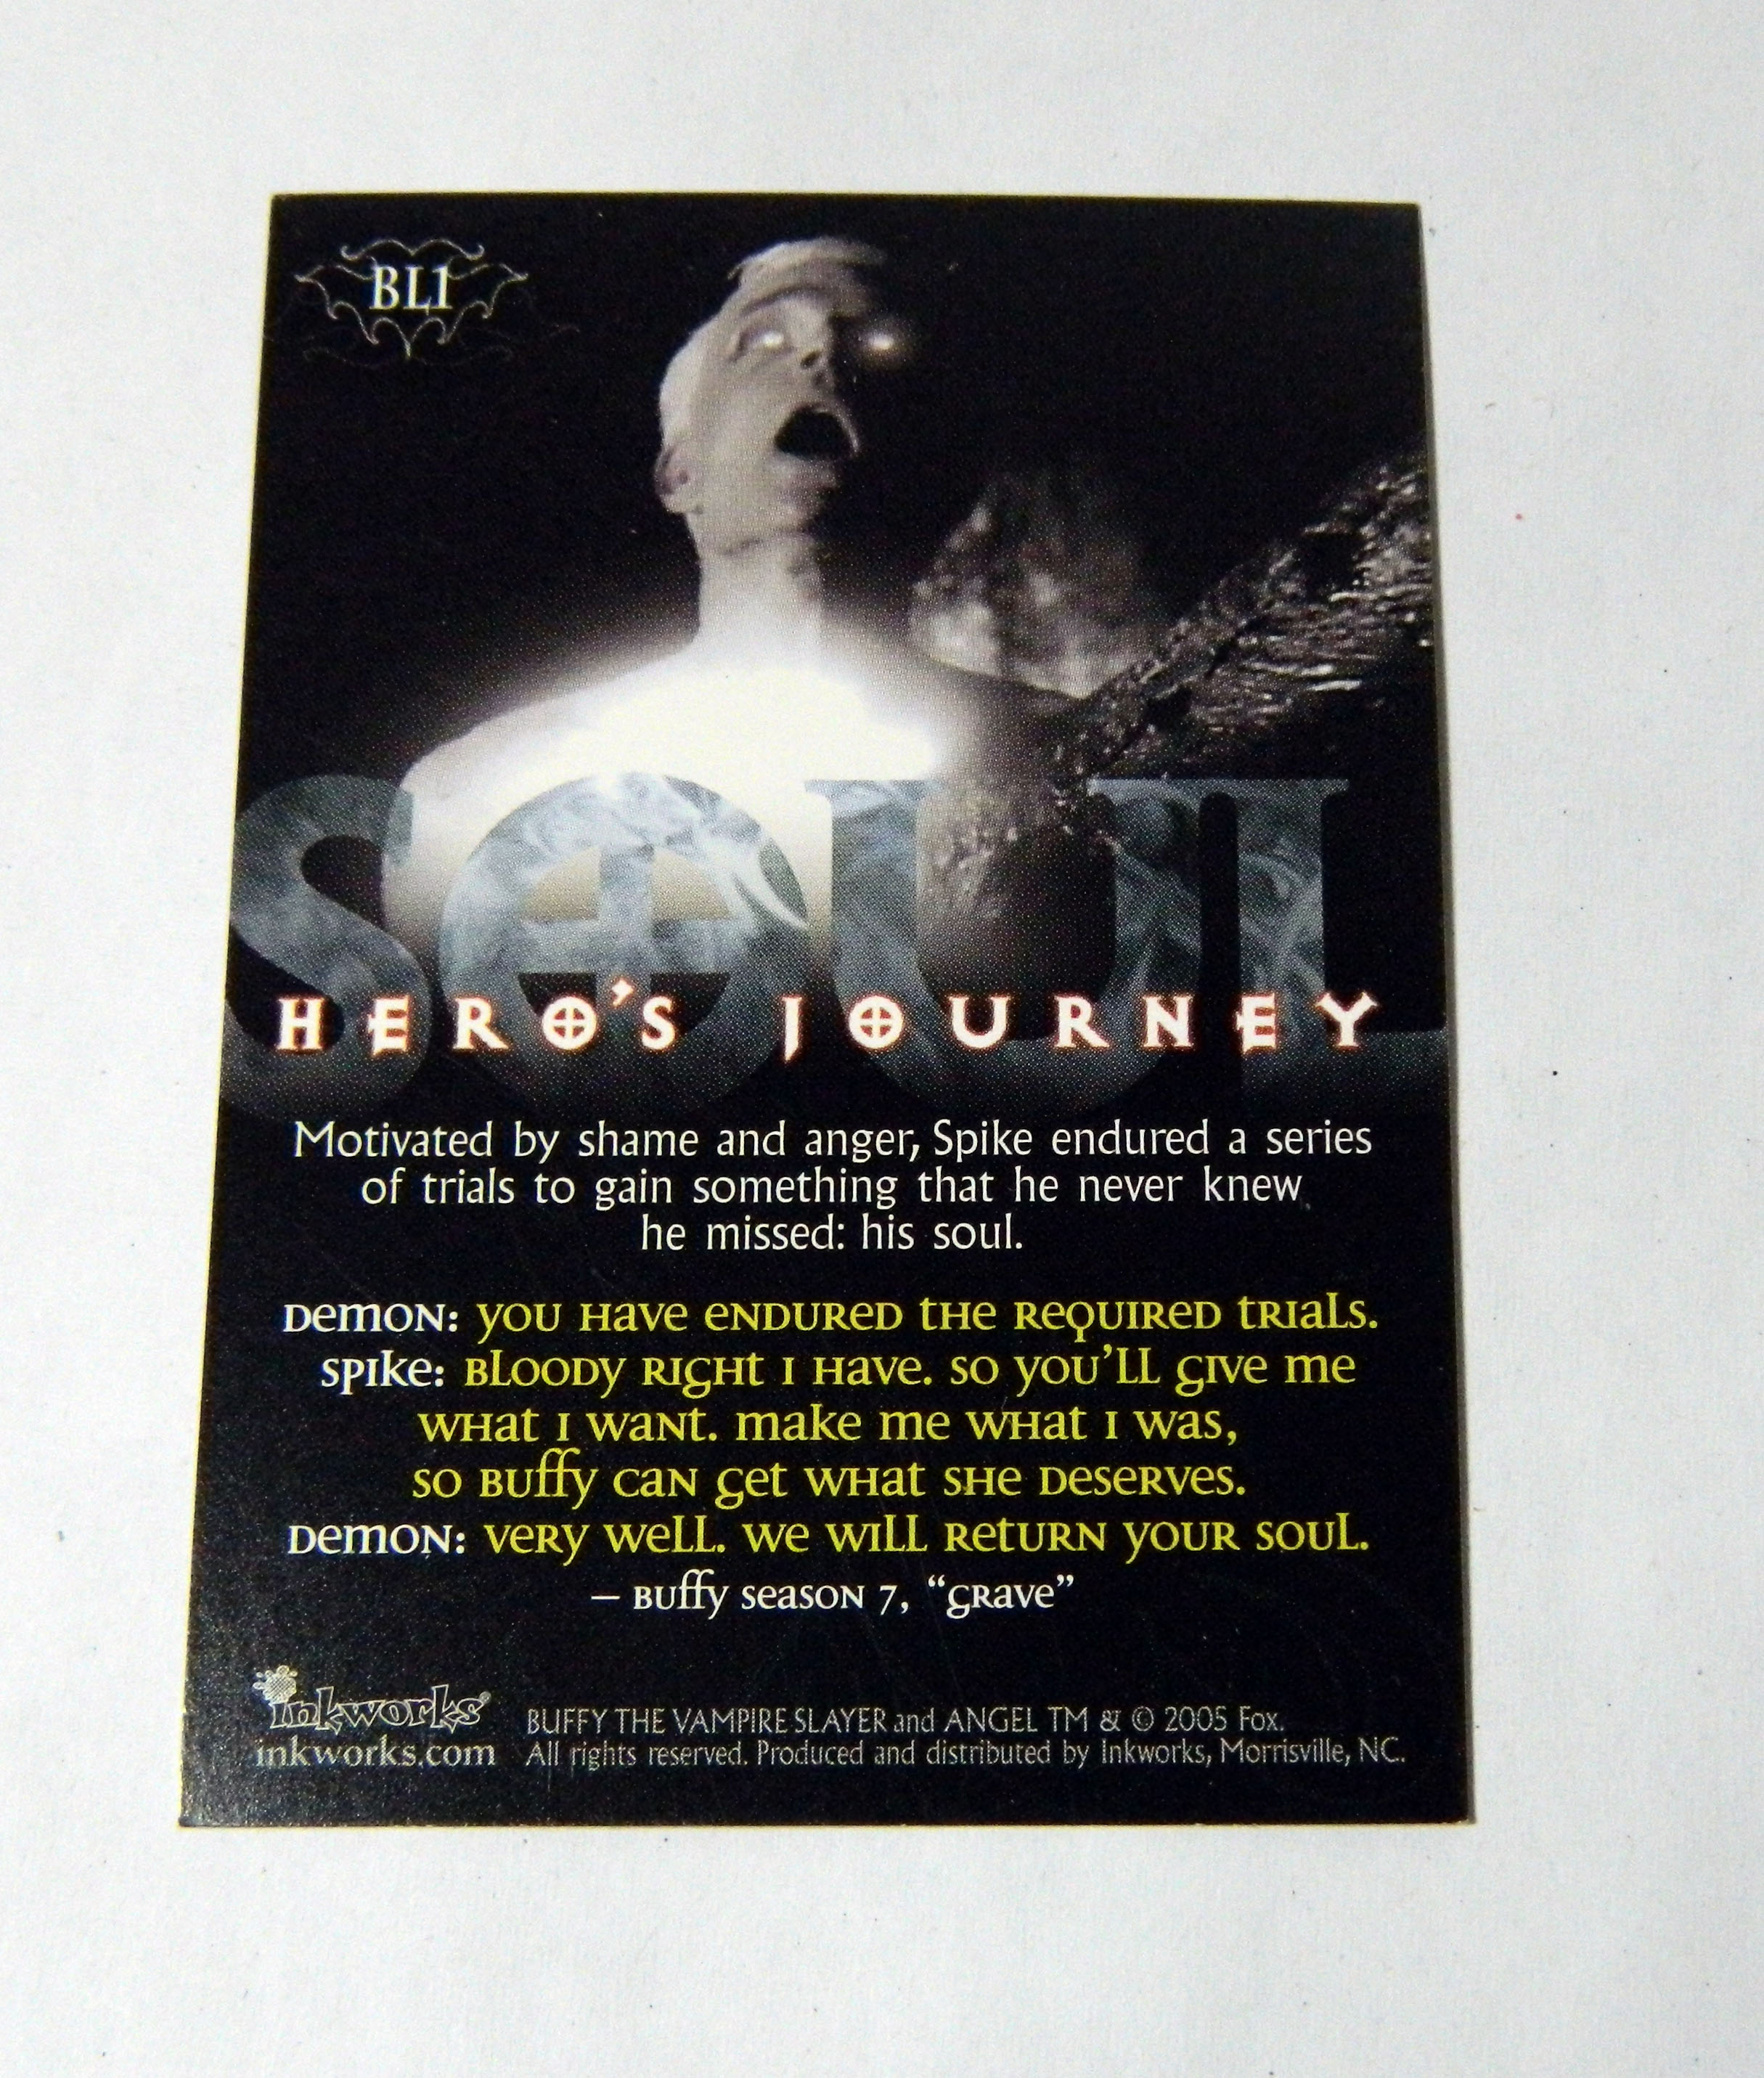 BL1
SOUL
HERO'S JOURNEY
Motivated by shame and anger, Spike endured a series
of trials to gain something that he never knew
he missed: his soul.
Demon: you have endured the required trials.
Spike: Bloody right I have. So you'll give me
what I want. Make me what I was,
so Buffy can get what she deserves.
Demon: Very well. We will return your soul.
– Buffy season 7, “Grave”
inkworks®
inkworks.com
BUFFY THE VAMPIRE SLAYER and ANGEL TM & © 2005 Fox.
All rights reserved. Produced and distributed by Inkworks, Morrisville, NC.